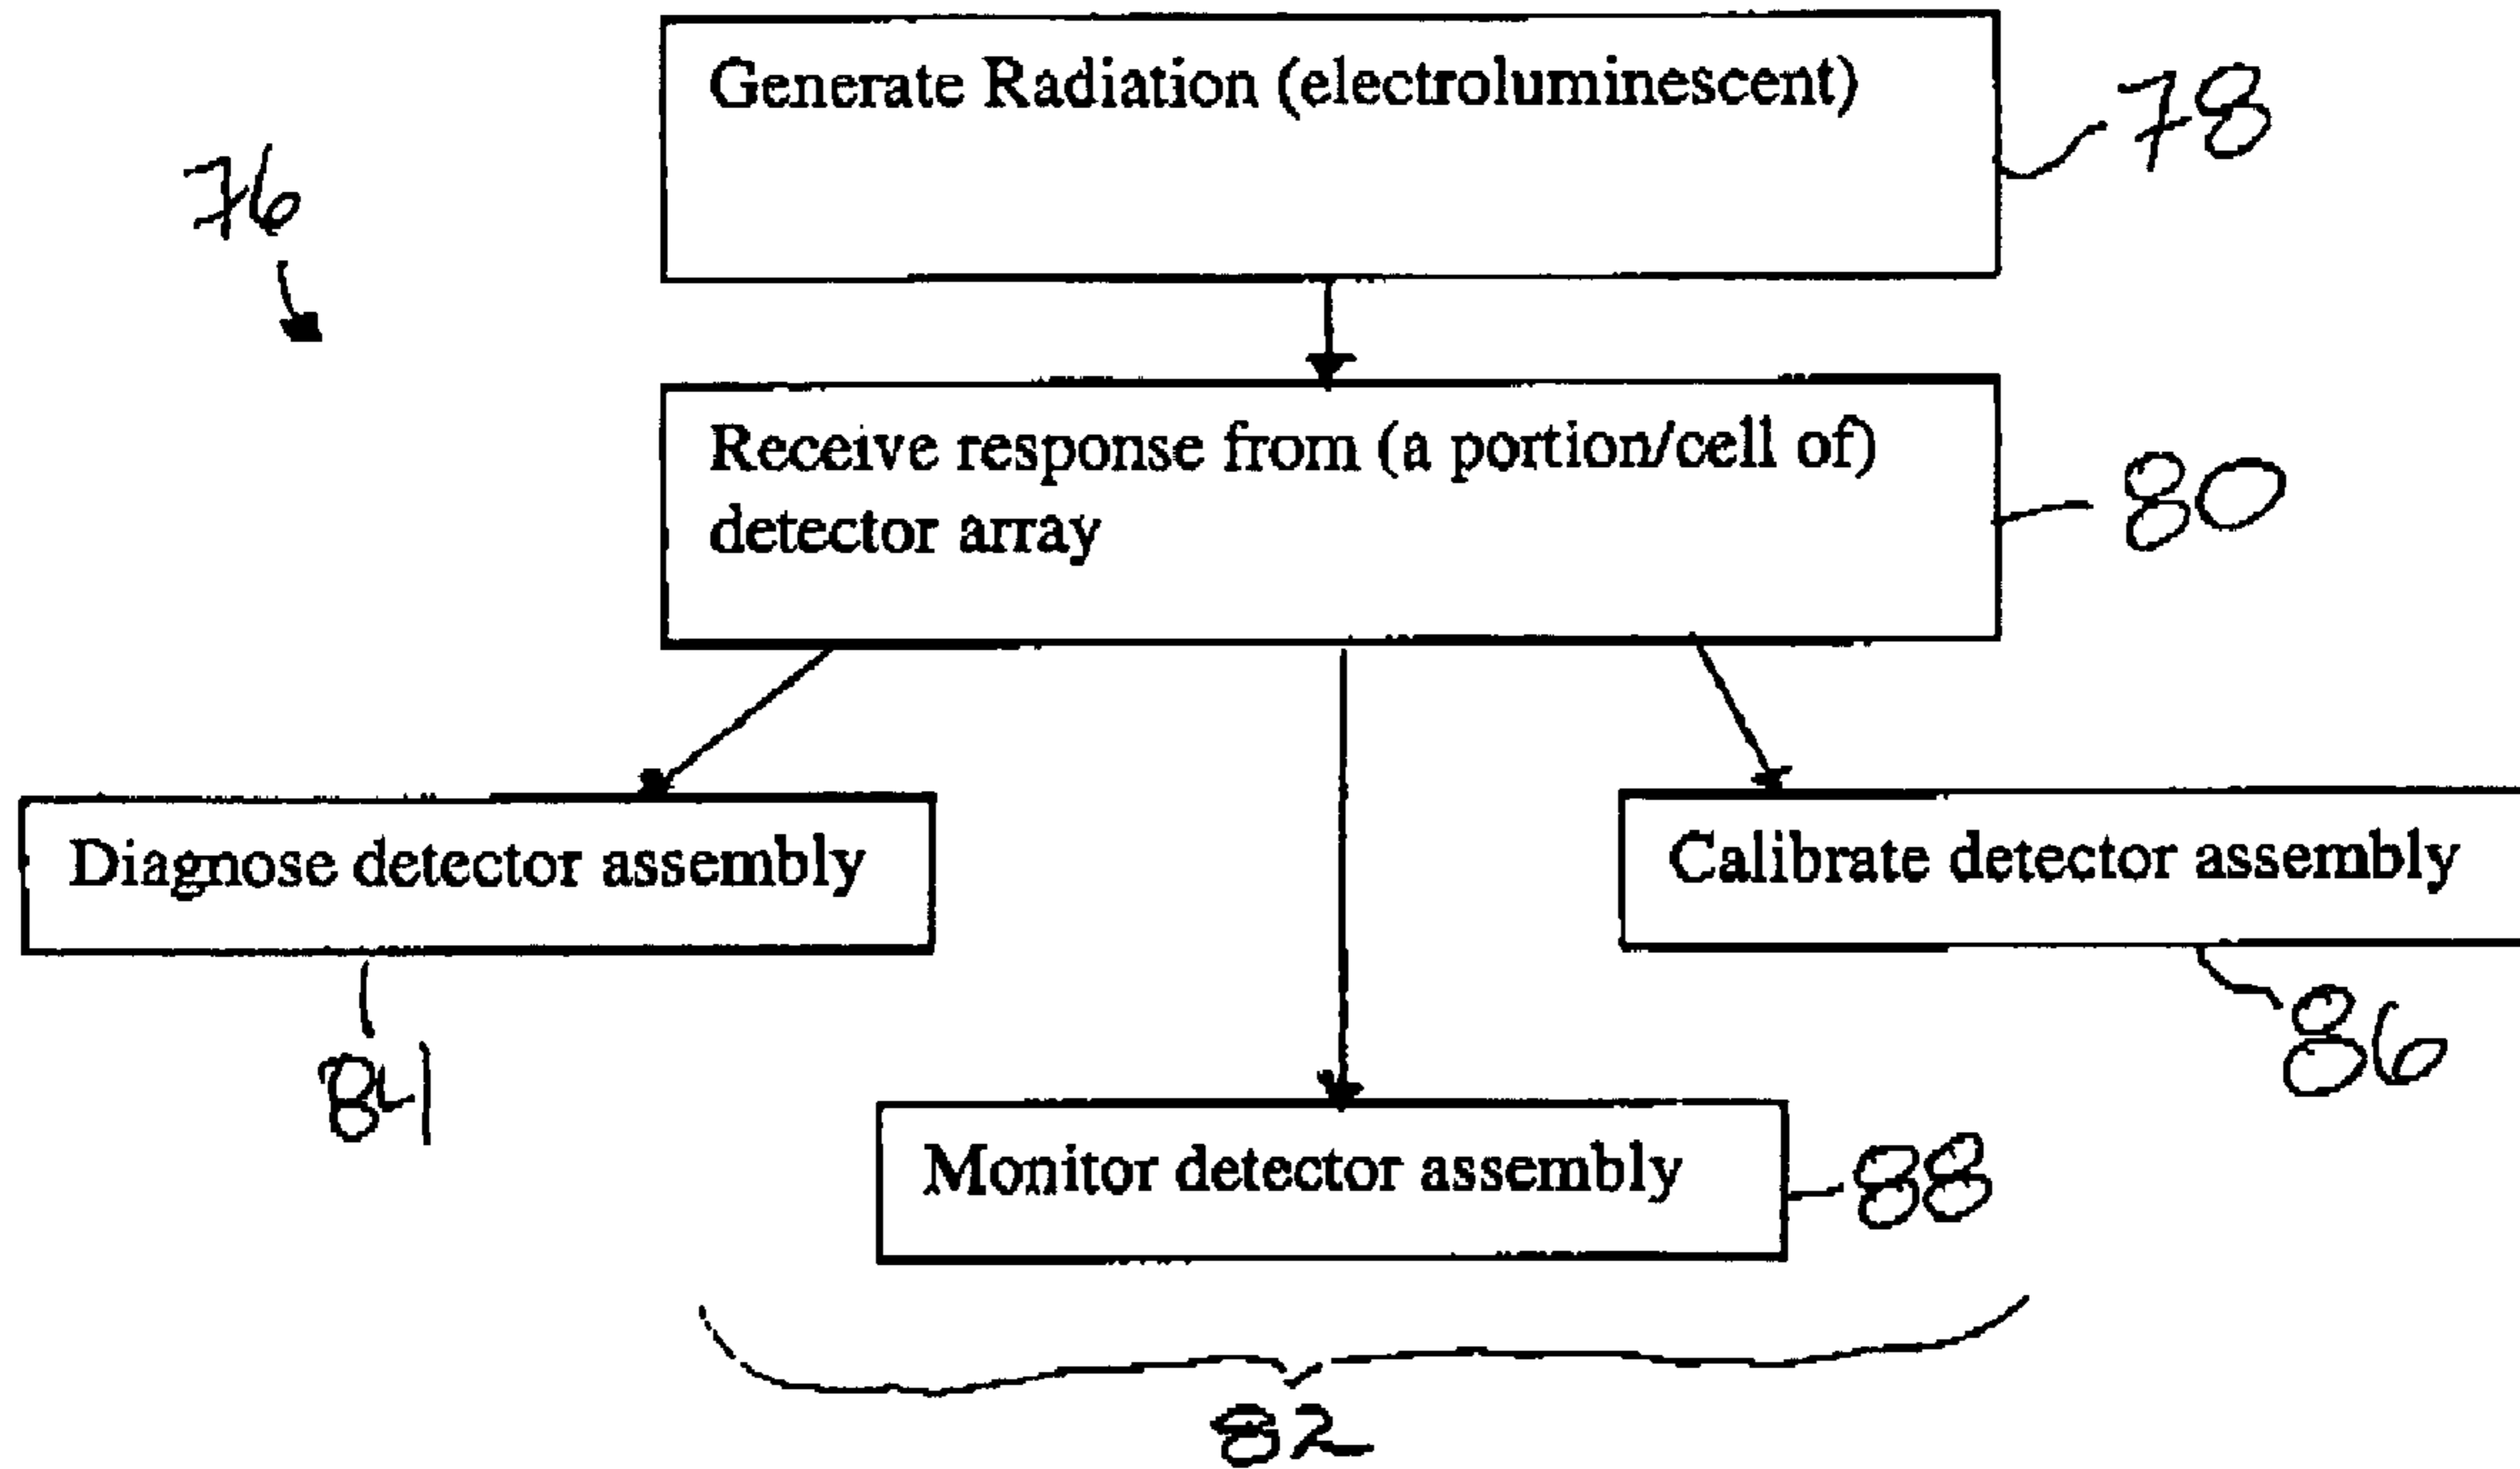 Generate Radiation (electroluminescent)
78
76
Receive response from (a portion/cell of)
detector array
80
Diagnose detector assembly
Calibrate detector assembly
84
86
Monitor detector assembly
88
82